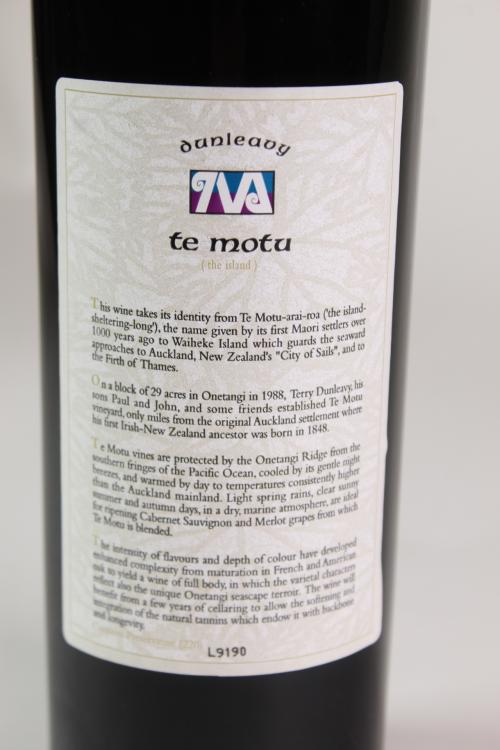 dunleavy
te motu
(the island)
This wine takes its identity from Te Motu-arai-roa ('the island-
sheltering-long'), the name given by its first Maori settlers over
1000 years ago to Waiheke Island which guards the seaward
approaches to Auckland, New Zealand's "City of Sails", and to
the Firth of Thames.
On a block of 29 acres in Onetangi in 1988, Terry Dunleavy, his
sons Paul and John, and some friends established Te Motu
vineyard, only miles from the original Auckland settlement where
his first Irish-New Zealand ancestor was born in 1848.
Te Motu vines are protected by the Onetangi Ridge from the
southern fringes of the Pacific Ocean, cooled by its gentle night
breezes, and warmed by day to temperatures consistently higher
than the Auckland mainland. Light spring rains, clear sunny
summer and autumn days, in a dry, marine atmosphere, are ideal
for ripening Cabernet Sauvignon and Merlot grapes from which
Te Motu is blended.
The intensity of flavours and depth of colour have developed
enhanced complexity from maturation in French and American
oak to yield a wine of full body, in which the varietal characters
reflect also the unique Onetangi seascape terroir. The wine will
benefit from a few years of cellaring to allow the softening and
integration of the natural tannins which endow it with backbone
and longevity.
L9190